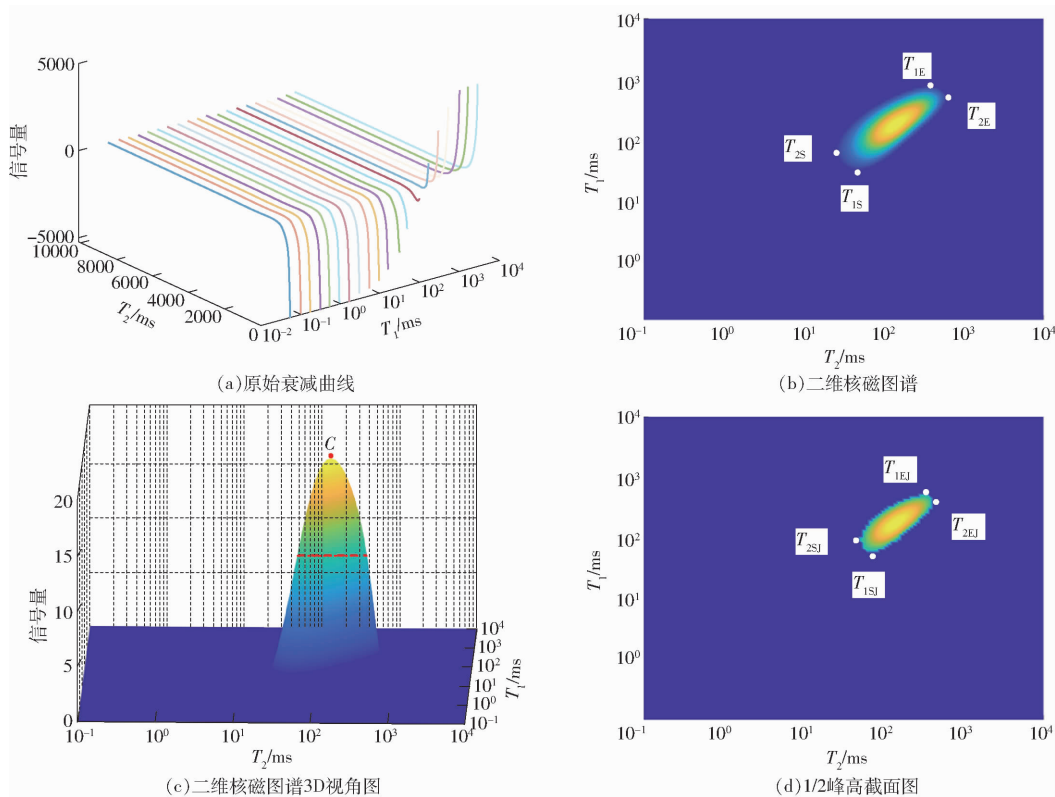 5000
0
−5000
信号量
10000
8000
6000
4000
2000
0
T₂/ms
10⁻²
10⁻¹
10⁰
10¹
10²
10³
10⁴
T₁/ms
(a)原始衰减曲线
10⁴
10³
10²
10¹
10⁰
T₁/ms
T₁E
T₂E
T₂S
T₁S
10⁻¹
10⁰
10¹
10²
10³
10⁴
T₂/ms
(b)二维核磁图谱
C
20
15
10
5
0
信号量
10⁴
10³
10²
10¹
10⁰
10⁻¹
T₁/ms
10⁻¹
10⁰
10¹
10²
10³
10⁴
T₂/ms
(c)二维核磁图谱3D视角图
10⁴
10³
10²
10¹
10⁰
T₁/ms
T₁EJ
T₂EJ
T₂SJ
T₁SJ
10⁻¹
10⁰
10¹
10²
10³
10⁴
T₂/ms
(d)1/2峰高截面图